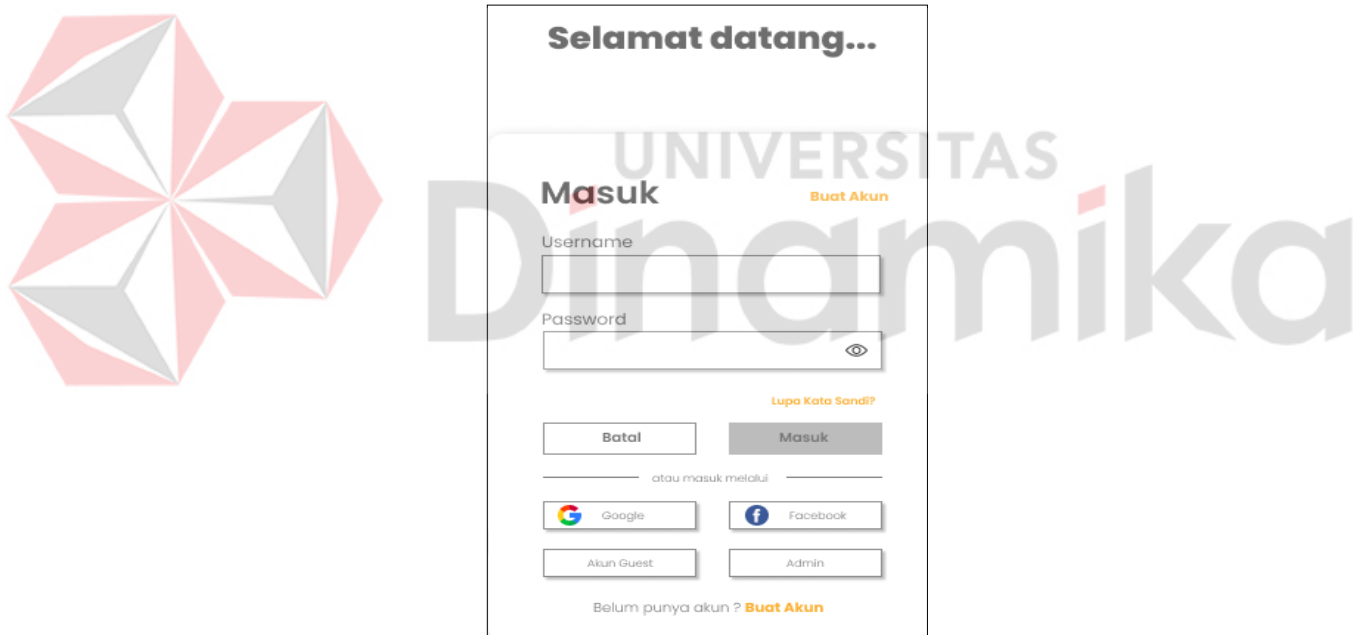 Selamat datang...
UNIVERSITAS
Dinamika
Masuk
Buat Akun
Username
Password
Lupa Kata Sandi?
Batal
Masuk
atau masuk melalui
Google
Facebook
Akun Guest
Admin
Belum punya akun ? Buat Akun